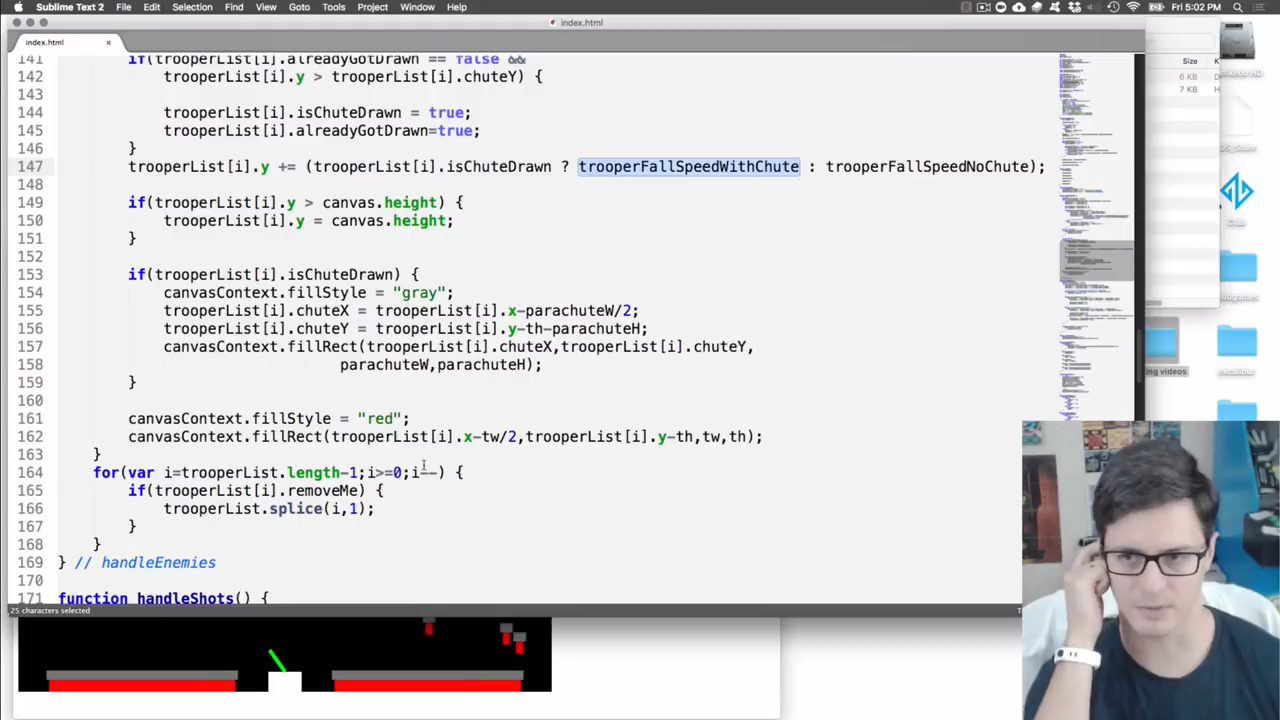 Sublime Text 2 File Edit Selection Find View Goto Tools Project Window Help Fri 5:02 PM
index.html
index.html
141 if(trooperList[i].alreadyGotDrawn == false &&
142 trooperList[i].y > trooperList[i].chuteY) {
143
144 trooperList[i].isChuteDrawn = true;
145 trooperList[i].alreadyGotDrawn=true;
146 }
147 trooperList[i].y += (trooperList[i].isChuteDrawn ? trooperFallSpeedwithChute : trooperFallSpeedNoChute);
148
149 if(trooperList[i].y > canvas.height) {
150 trooperList[i].y = canvas.height;
151 }
152
153 if(trooperList[i].isChuteDrawn) {
154 canvasContext.fillStyle = "gray";
155 trooperList[i].chuteX = trooperList[i].x-parachuteW/2;
156 trooperList[i].chuteY = trooperList[i].y-th-parachuteH;
157 canvasContext.fillRect(trooperList[i].chuteX,trooperList[i].chuteY,
158 parachuteW,parachuteH);
159 }
160
161 canvasContext.fillStyle = "red";
162 canvasContext.fillRect(trooperList[i].x-tw/2,trooperList[i].y-th,tw,th);
163 }
164 for(var i=trooperList.length-1;i>=0;i--) {
165 if(trooperList[i].removeMe) {
166 trooperList.splice(i,1);
167 }
168 }
169 } // handleEnemies
170
171 function handleShots() {
25 characters selected
Size
6 KB
7 KB
DS_Store
Club
ing videos